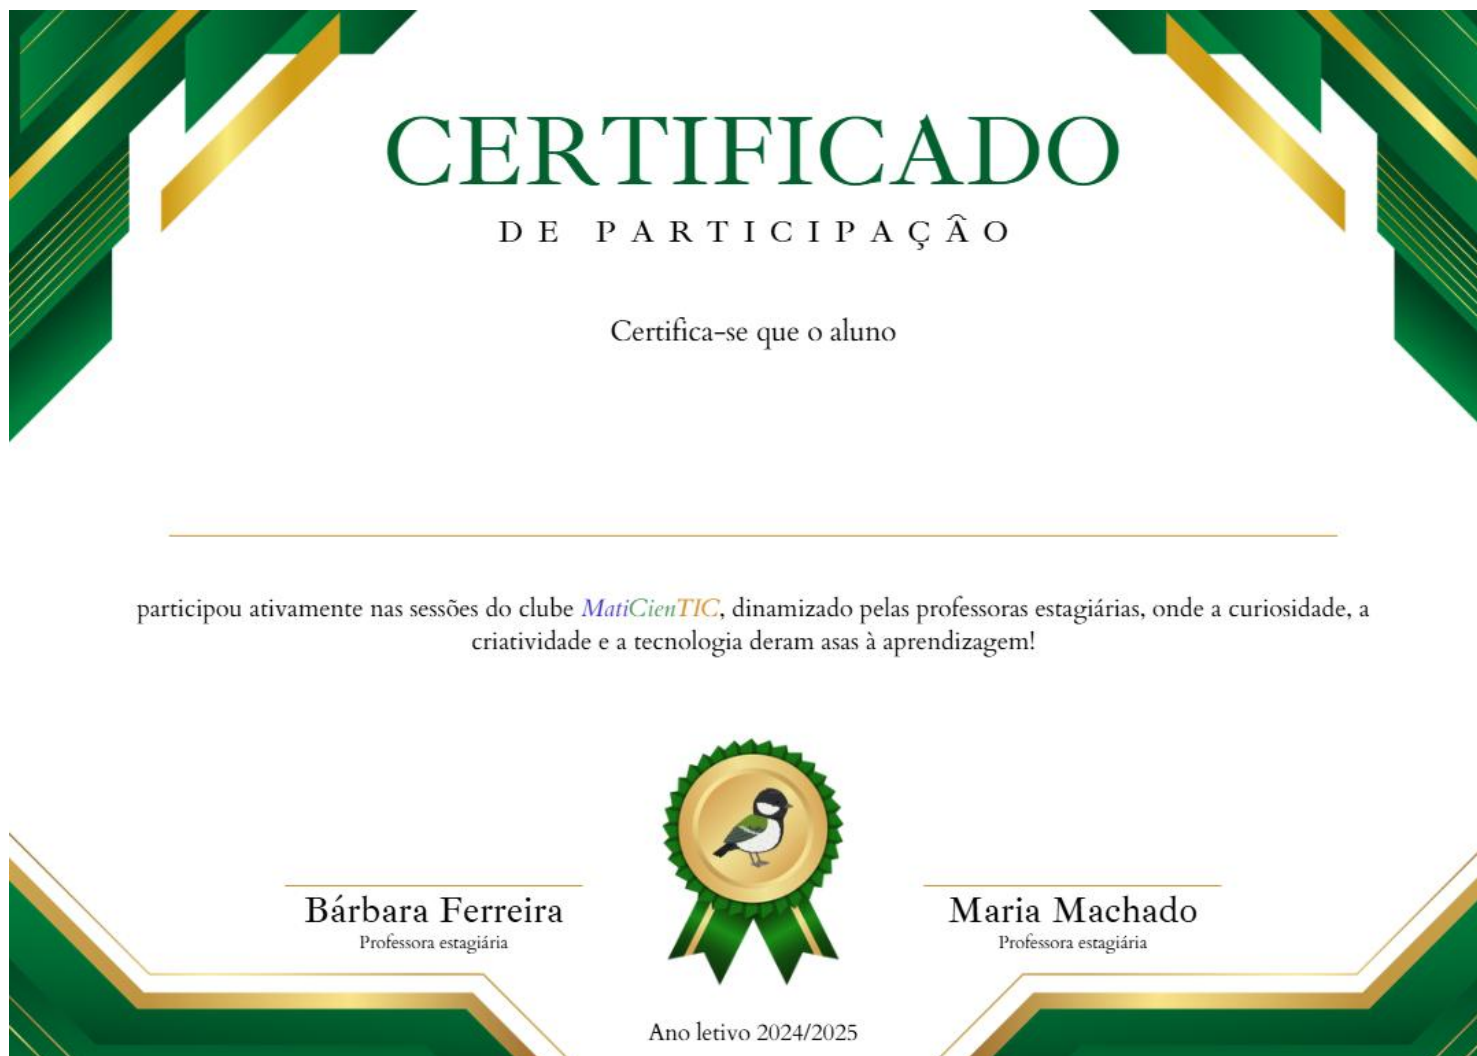 CERTIFICADO
DE PARTICIPAÇÃO
Certifica-se que o aluno
participou ativamente nas sessões do clube MatiCienTIC, dinamizado pelas professoras estagiárias, onde a curiosidade, a
criatividade e a tecnologia deram asas à aprendizagem!
Bárbara Ferreira
Professora estagiária
Maria Machado
Professora estagiária
Ano letivo 2024/2025